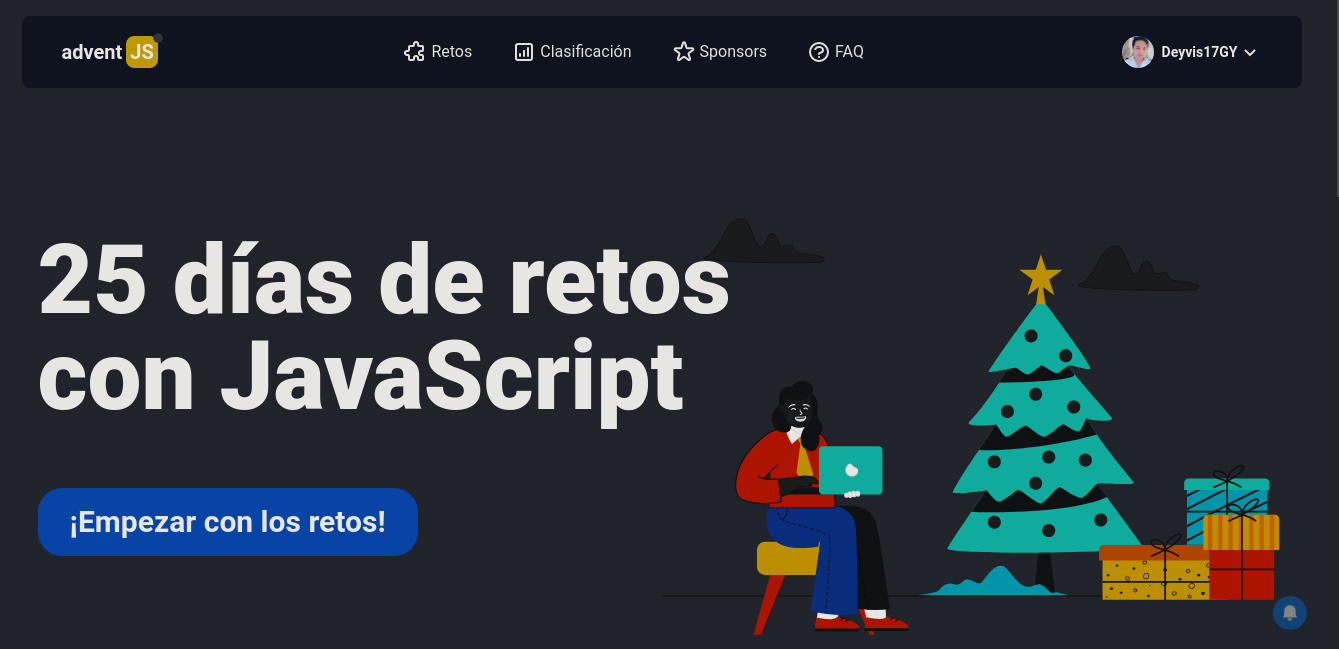 advent JS
Retos
Clasificación
Sponsors
FAQ
Deyvis17GY
25 días de retos
con JavaScript
¡Empezar con los retos!